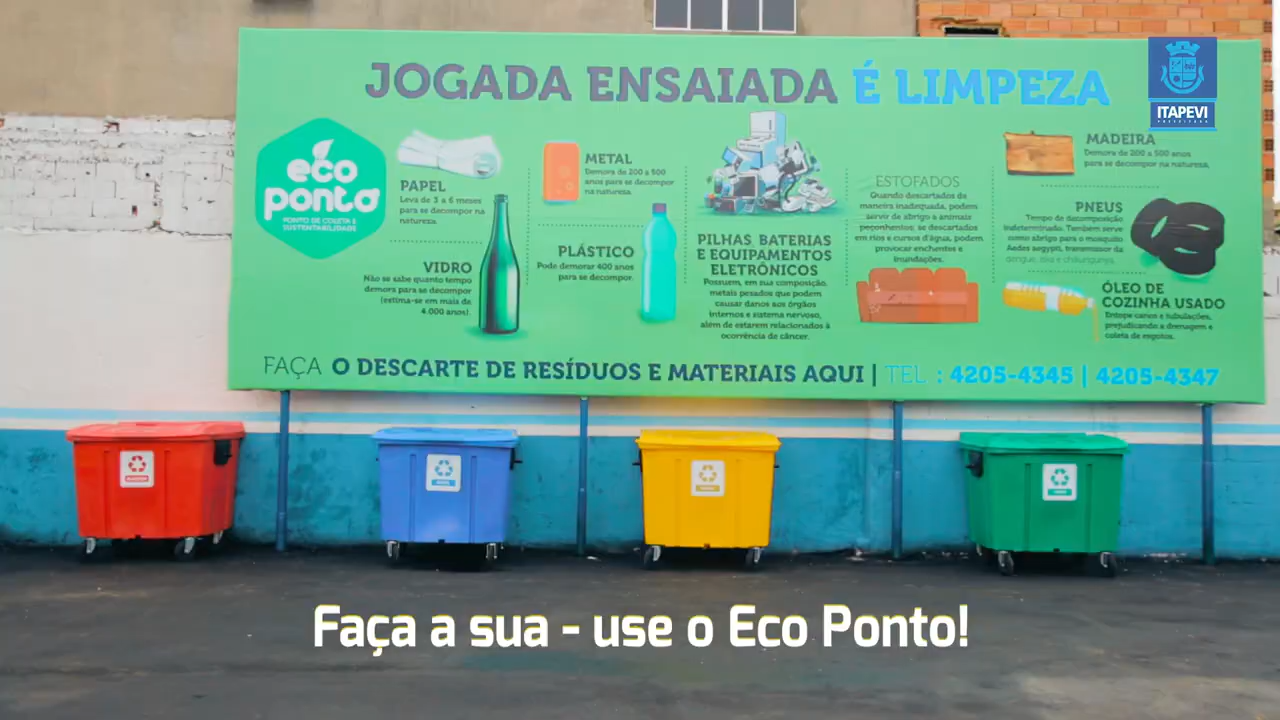 JOGADA ENSAIADA É LIMPEZA
ITAPEVI
PREFEITURA
eco
ponto
PONTO DE COLETA E
SUSTENTABILIDADE
PAPEL
Leva de 3 a 6 meses
para se decompor na
natureza.
VIDRO
Não se sabe quanto tempo
demora para se decompor
(estima-se em mais de
4.000 anos).
METAL
Demora de 200 a 500
anos para se decompor
na natureza.
PLÁSTICO
Pode demorar 400 anos
para se decompor.
PILHAS, BATERIAS
E EQUIPAMENTOS
ELETRÔNICOS
Possuem, em sua composição,
metais pesados que podem
causar danos aos órgãos
internos e sistema nervoso,
além de estarem relacionados à
ocorrência de câncer.
ESTOFADOS
Quando descartados de
maneira inadequada, podem
servir de abrigo a animais
peçonhentos; se descartados
em rios e cursos d'água, podem
provocar enchentes e
inundações.
MADEIRA
Demora de 200 a 500 anos
para se decompor na natureza.
PNEUS
Tempo de decomposição
indeterminado. Também serve
como abrigo para o mosquito
Aedes aegypti, transmissor da
dengue, zika e chikungunya.
ÓLEO DE
COZINHA USADO
Entope canos e tubulações,
prejudicando a drenagem e
coleta de esgotos.
FAÇA O DESCARTE DE RESÍDUOS E MATERIAIS AQUI | TEL : 4205-4345 | 4205-4347
Faça a sua - use o Eco Ponto!